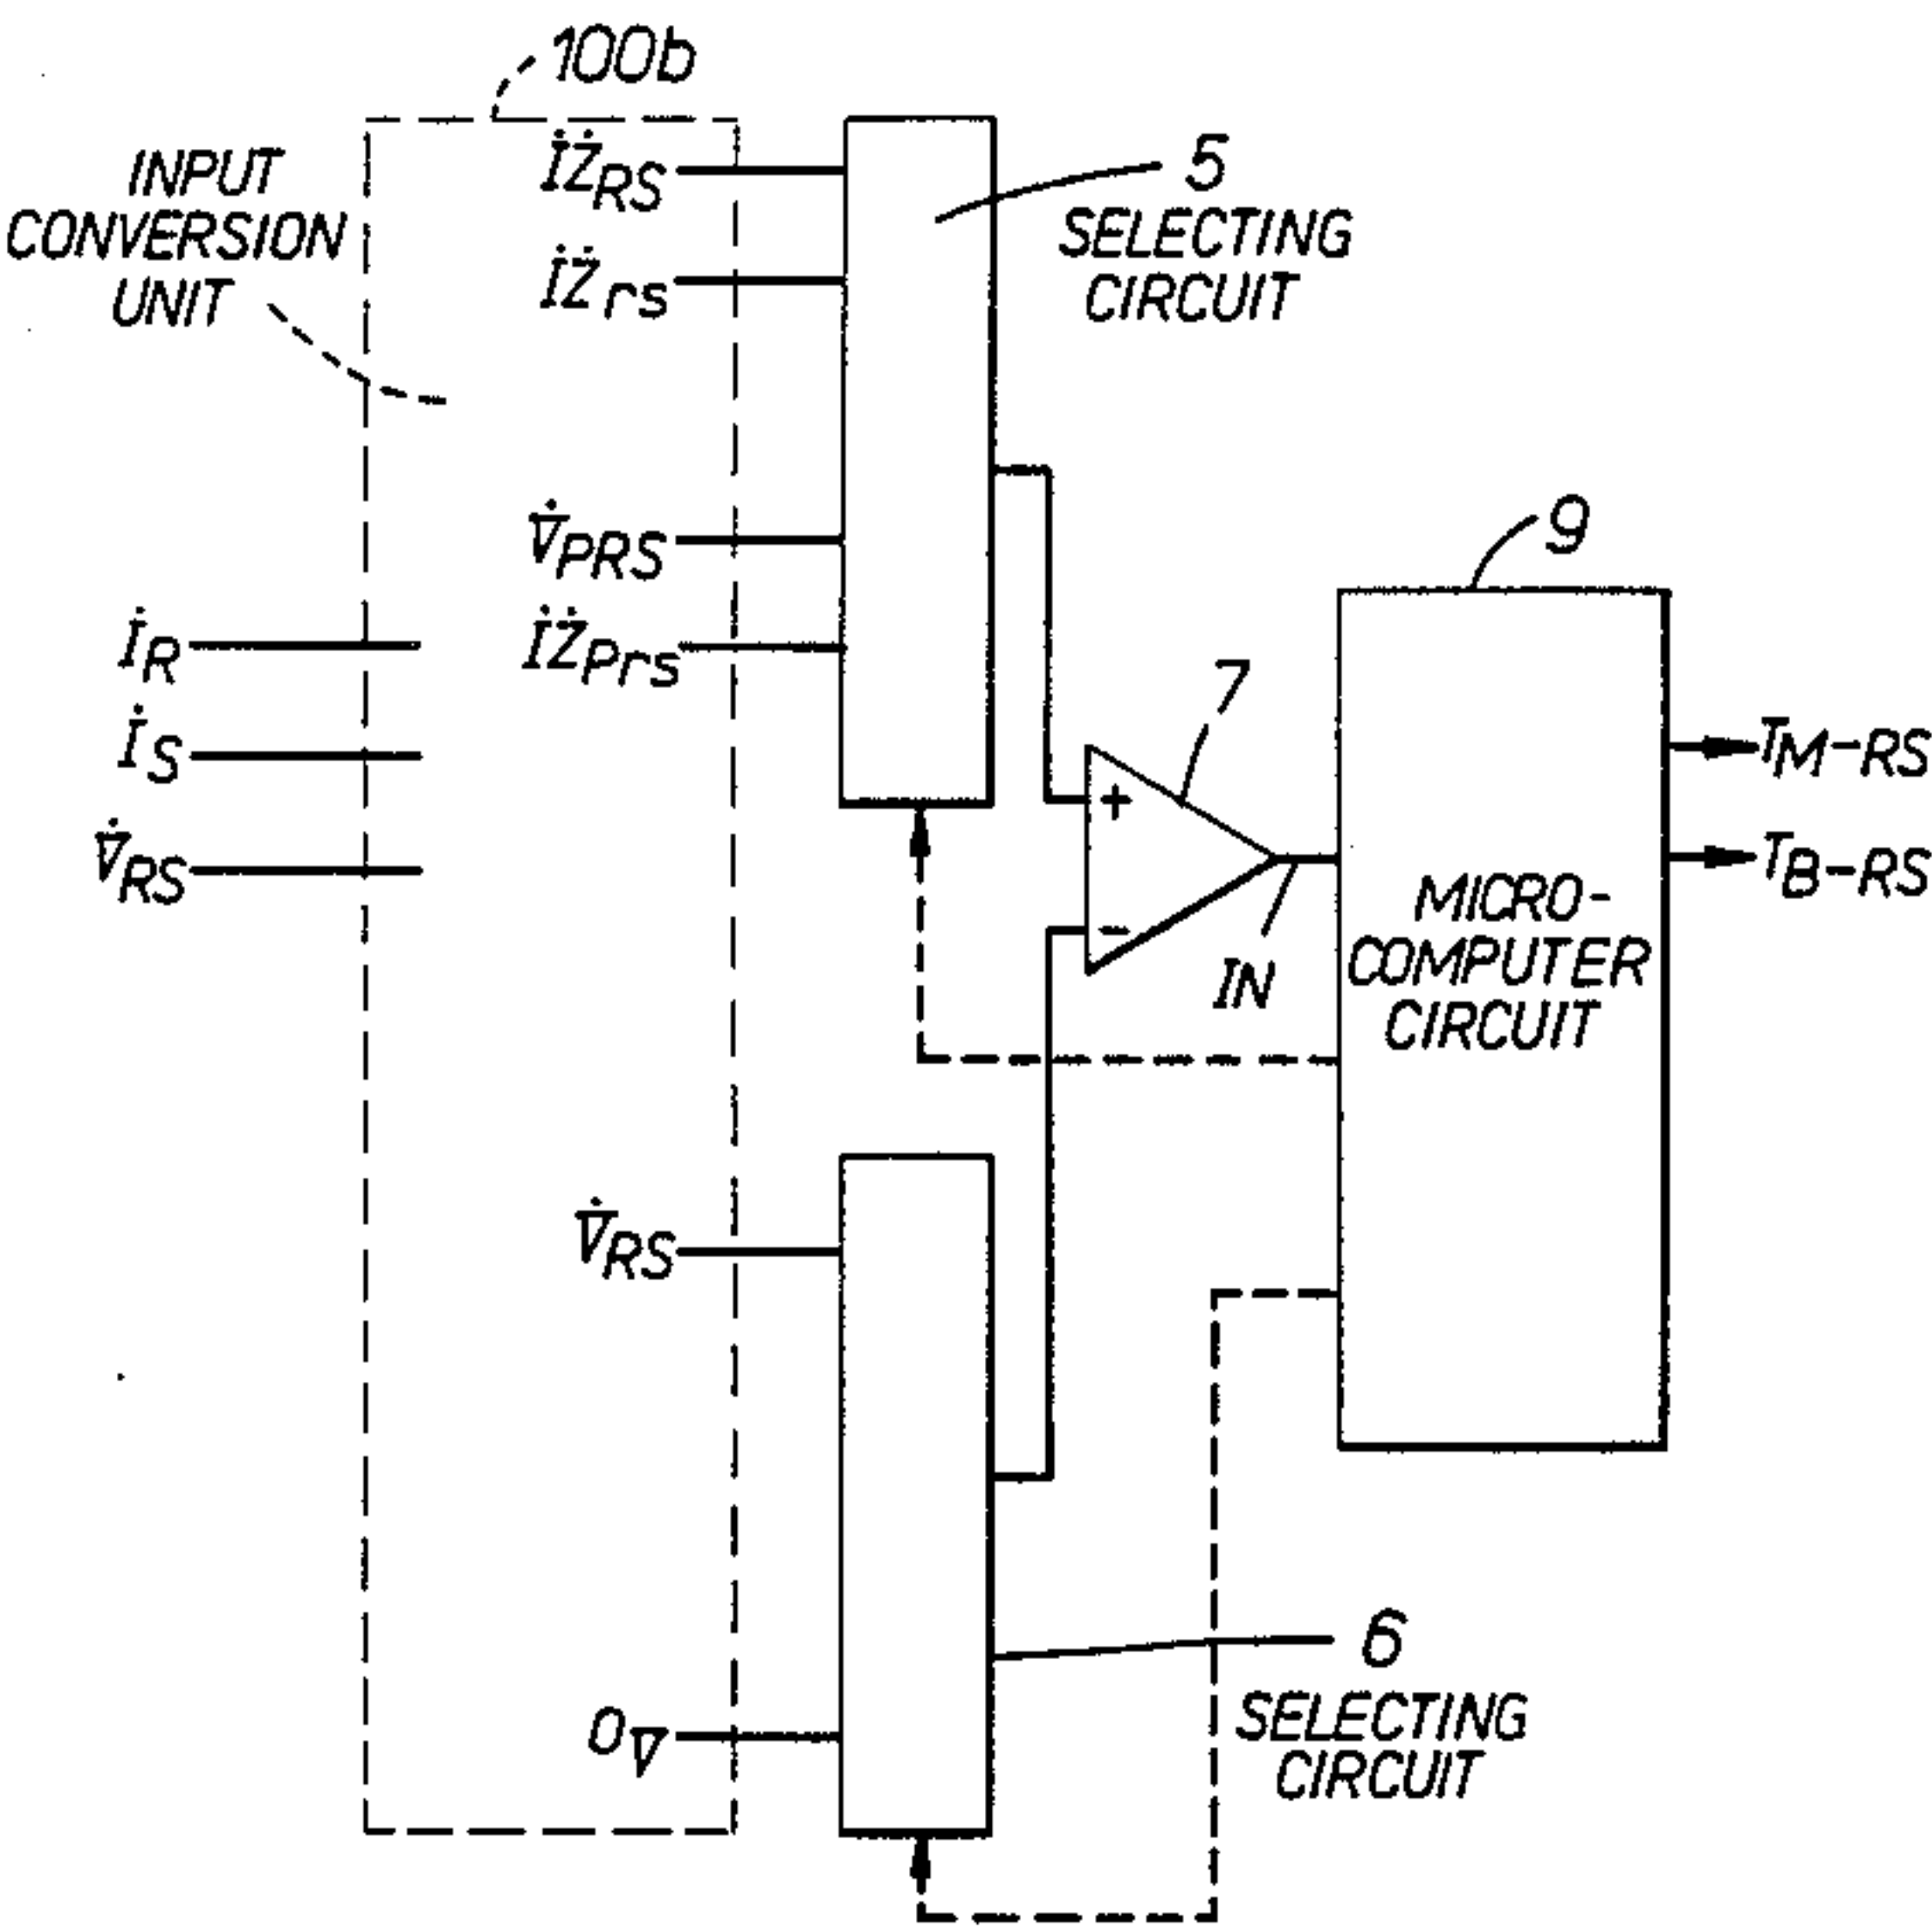 100b
INPUT
CONVERSION
UNIT
İŻRS
İŻrs
V̇PRS
İŻPrs
5
SELECTING
CIRCUIT
İR
İS
V̇RS
7
+
-
IN
9
MICRO-
COMPUTER
CIRCUIT
TM-RS
TB-RS
V̇RS
0V
6
SELECTING
CIRCUIT